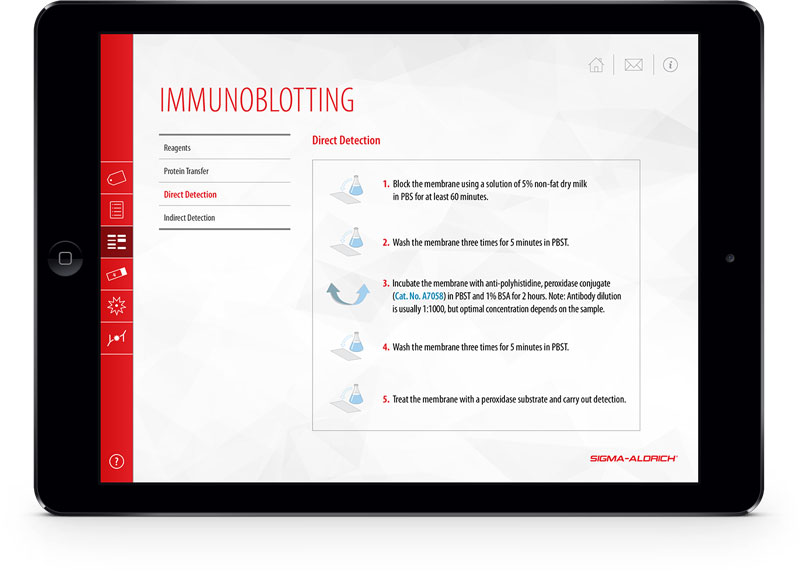 IMMUNOBLOTTING
Reagents
Protein Transfer
Direct Detection
Indirect Detection
Direct Detection
1. Block the membrane using a solution of 5% non-fat dry milk
in PBS for at least 60 minutes.
2. Wash the membrane three times for 5 minutes in PBST.
3. Incubate the membrane with anti-polyhistidine, peroxidase conjugate
(Cat. No. A7058) in PBST and 1% BSA for 2 hours. Note: Antibody dilution
is usually 1:1000, but optimal concentration depends on the sample.
4. Wash the membrane three times for 5 minutes in PBST.
5. Treat the membrane with a peroxidase substrate and carry out detection.
?
SIGMA-ALDRICH™